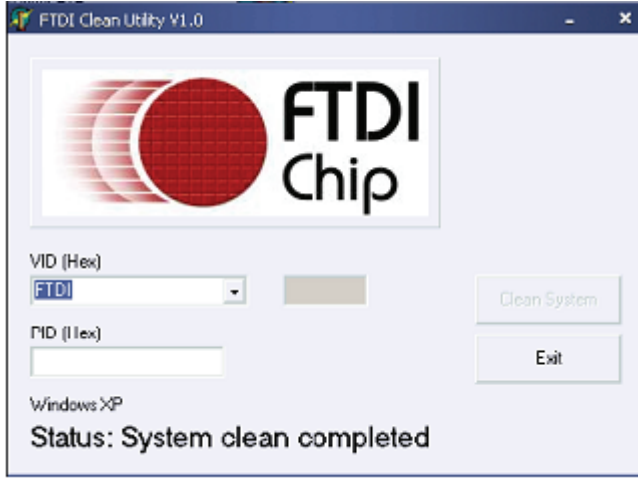 FTDI Clean Utility V1.0
FTDI
Chip
VID (Hex)
FTDI
Clean System
PID (Hex)
Exit
Windows XP
Status: System clean completed